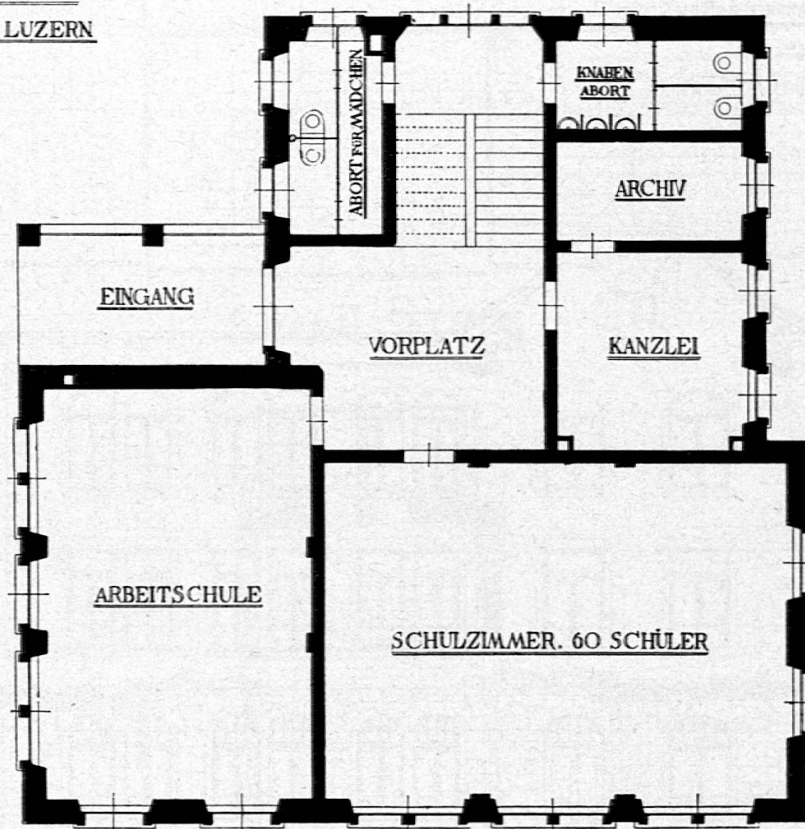 LUZERN
ABORT FÜR MÄDCHEN
KNABEN
ABORT
ARCHIV
EINGANG
VORPLATZ
KANZLEI
ARBEITSCHULE
SCHULZIMMER. 60 SCHÜLER